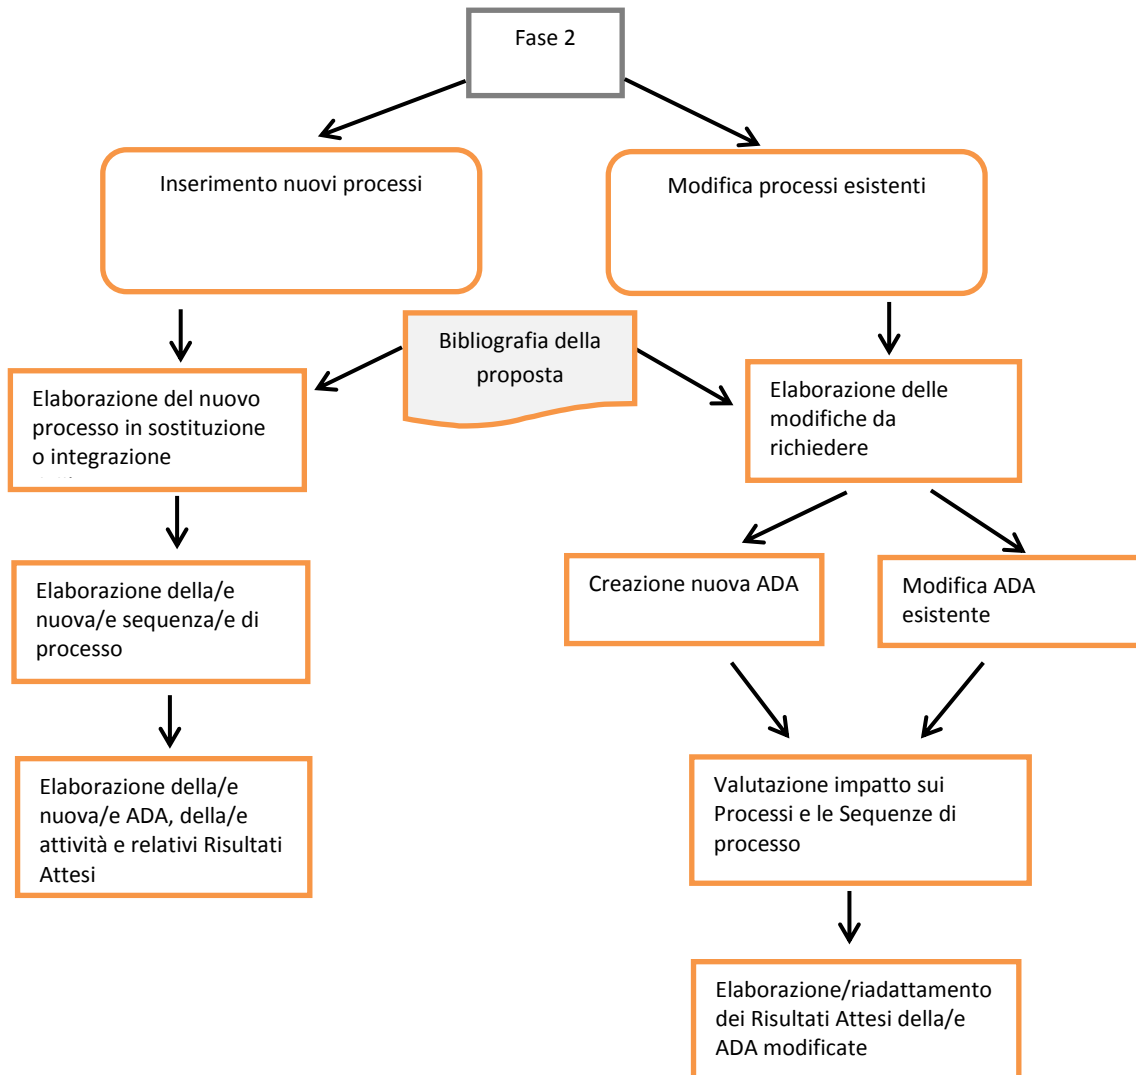 Fase 2
Inserimento nuovi processi
Modifica processi esistenti
Bibliografia della
proposta
Elaborazione del nuovo
processo in sostituzione
o integrazione
Elaborazione delle
modifiche da
richiedere
Elaborazione della/e
nuova/e sequenza/e di
processo
Creazione nuova ADA
Modifica ADA
esistente
Elaborazione della/e
nuova/e ADA, della/e
attività e relativi Risultati
Attesi
Valutazione impatto sui
Processi e le Sequenze di
processo
Elaborazione/riadattamento
dei Risultati Attesi della/e
ADA modificate